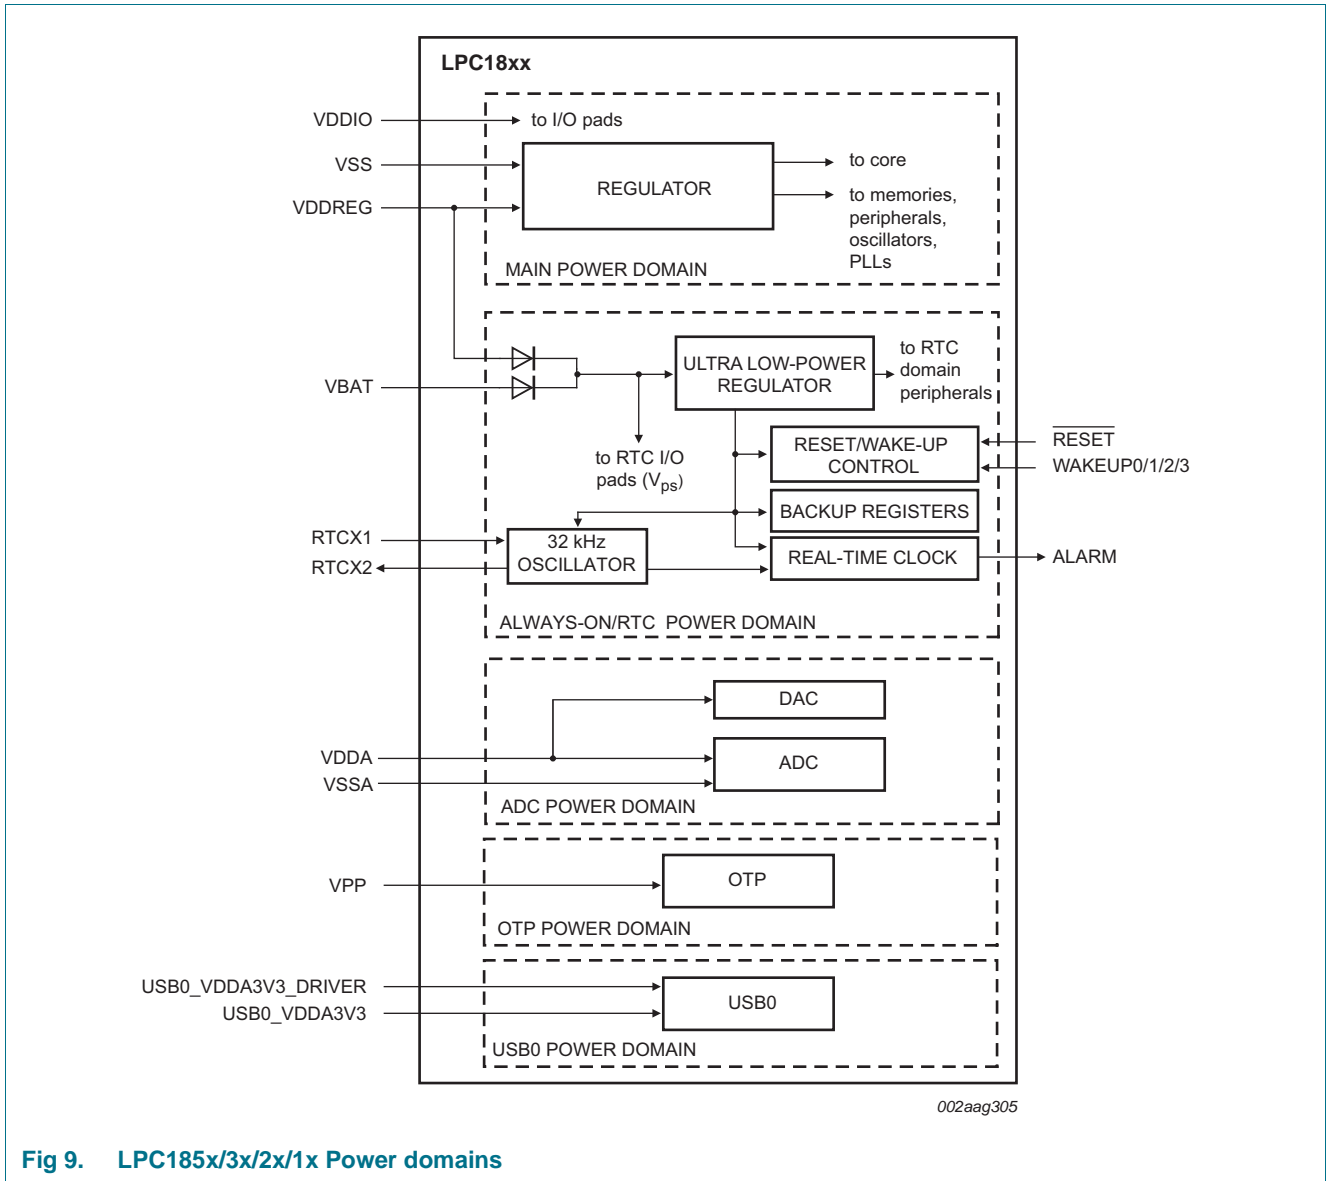 LPC18xx
VDDIO
to I/O pads
VSS
REGULATOR
to core
VDDREG
to memories,
peripherals,
oscillators,
PLLs
MAIN POWER DOMAIN
VBAT
ULTRA LOW-POWER
REGULATOR
to RTC
domain
peripherals
to RTC I/O
pads (Vps)
RESET/WAKE-UP
CONTROL
RESET
WAKEUP0/1/2/3
BACKUP REGISTERS
RTCX1
RTCX2
32 kHz
OSCILLATOR
REAL-TIME CLOCK
ALARM
ALWAYS-ON/RTC POWER DOMAIN
DAC
VDDA
VSSA
ADC
ADC POWER DOMAIN
VPP
OTP
OTP POWER DOMAIN
USB0_VDDA3V3_DRIVER
USB0_VDDA3V3
USB0
USB0 POWER DOMAIN
002aag305
Fig 9. LPC185x/3x/2x/1x Power domains